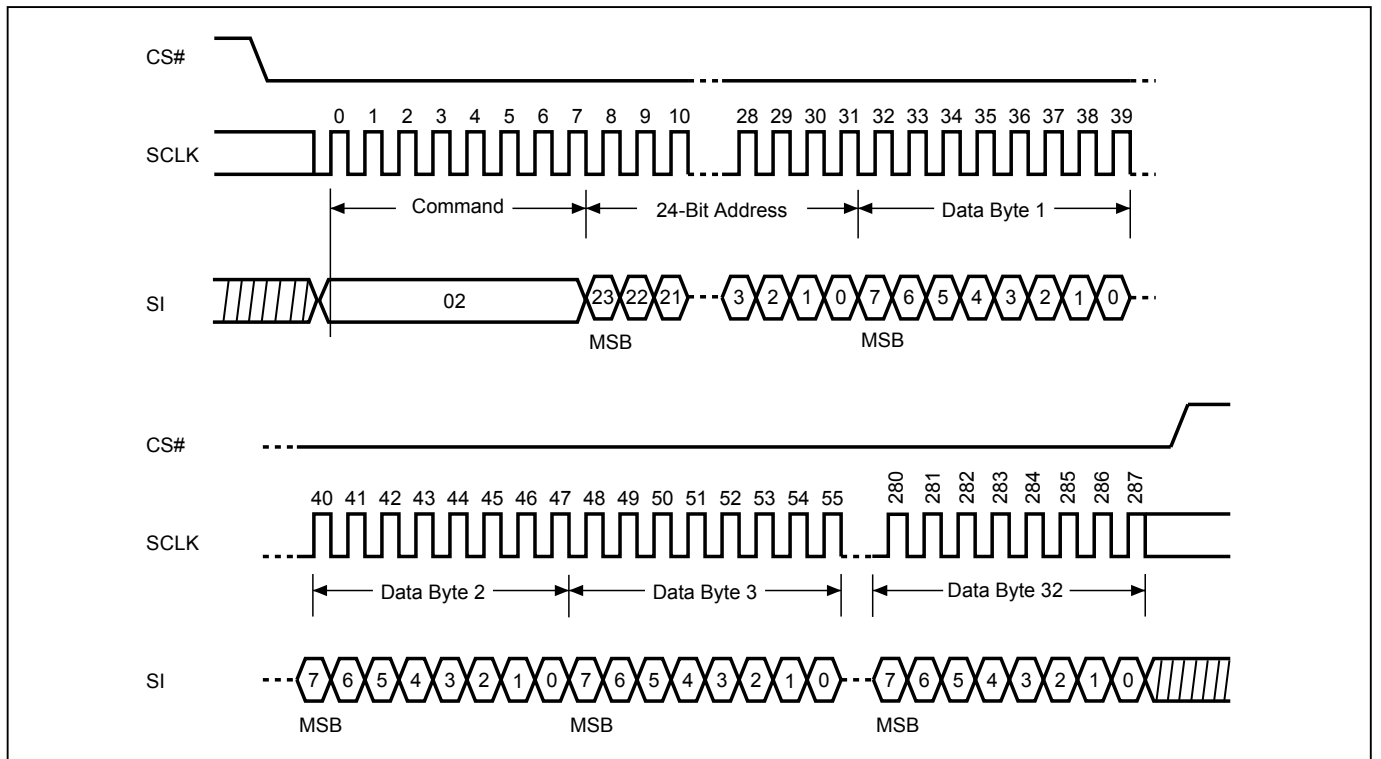 CS#
0 1 2 3 4 5 6 7 8 9 10 28 29 30 31 32 33 34 35 36 37 38 39
SCLK
Command 24-Bit Address Data Byte 1
SI 02 23 22 21 3 2 1 0 7 6 5 4 3 2 1 0
MSB MSB
CS#
40 41 42 43 44 45 46 47 48 49 50 51 52 53 54 55 280 281 282 283 284 285 286 287
SCLK
Data Byte 2 Data Byte 3 Data Byte 32
SI 7 6 5 4 3 2 1 0 7 6 5 4 3 2 1 0 7 6 5 4 3 2 1 0
MSB MSB MSB